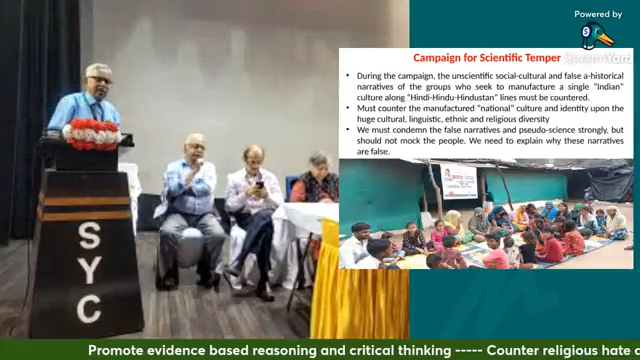 Powered by
StreamYard
Campaign for Scientific Temper
• During the campaign, the unscientific social-cultural and false a-historical
narratives of the groups who seek to manufacture a single "Indian"
culture along "Hindi-Hindu-Hindustan" lines must be countered.
• Must counter the manufactured "national" culture and identity upon the
huge cultural, linguistic, ethnic and religious diversity
• We must condemn the false narratives and pseudo-science strongly, but
should not mock the people. We need to explain why these narratives
are false.
S
Y
C
Promote evidence based reasoning and critical thinking ----- Counter religious hate